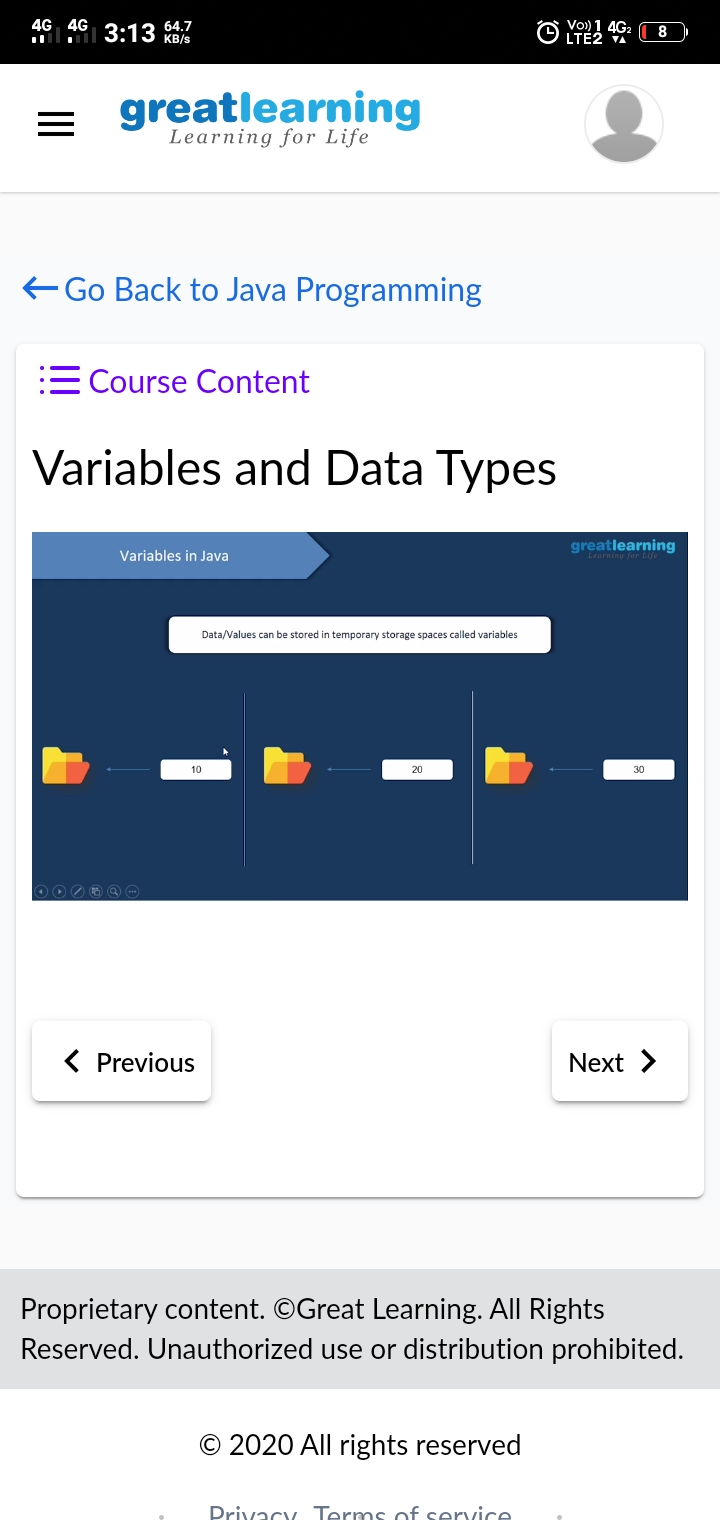 4G 4G 3:13 64.7 KB/s Vo)) 1 LTE2 4G2 8
greatlearning
Learning for Life
Go Back to Java Programming
Course Content
Variables and Data Types
Variables in Java
greatlearning
Learning for Life
Data/Values can be stored in temporary storage spaces called variables
10 20 30
Previous Next
Proprietary content. ©Great Learning. All Rights
Reserved. Unauthorized use or distribution prohibited.
© 2020 All rights reserved
Privacy Terms of service